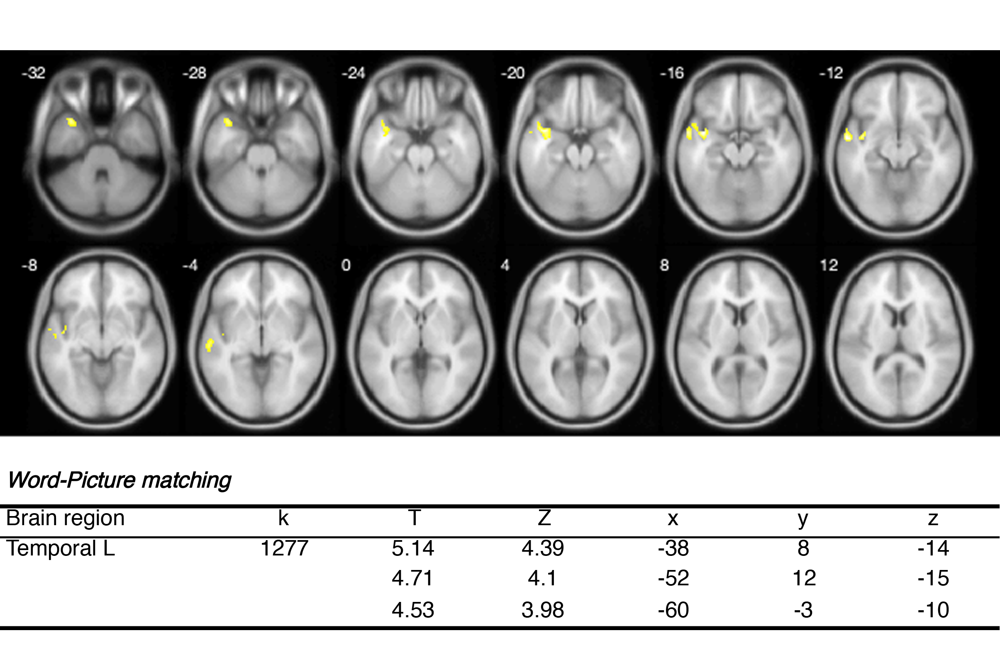 -32 -28 -24 -20 -16 -12
-8 -4 0 4 8 12
Word-Picture matching
Brain region k T Z x y z
Temporal L 1277 5.14 4.39 -38 8 -14
4.71 4.1 -52 12 -15
4.53 3.98 -60 -3 -10